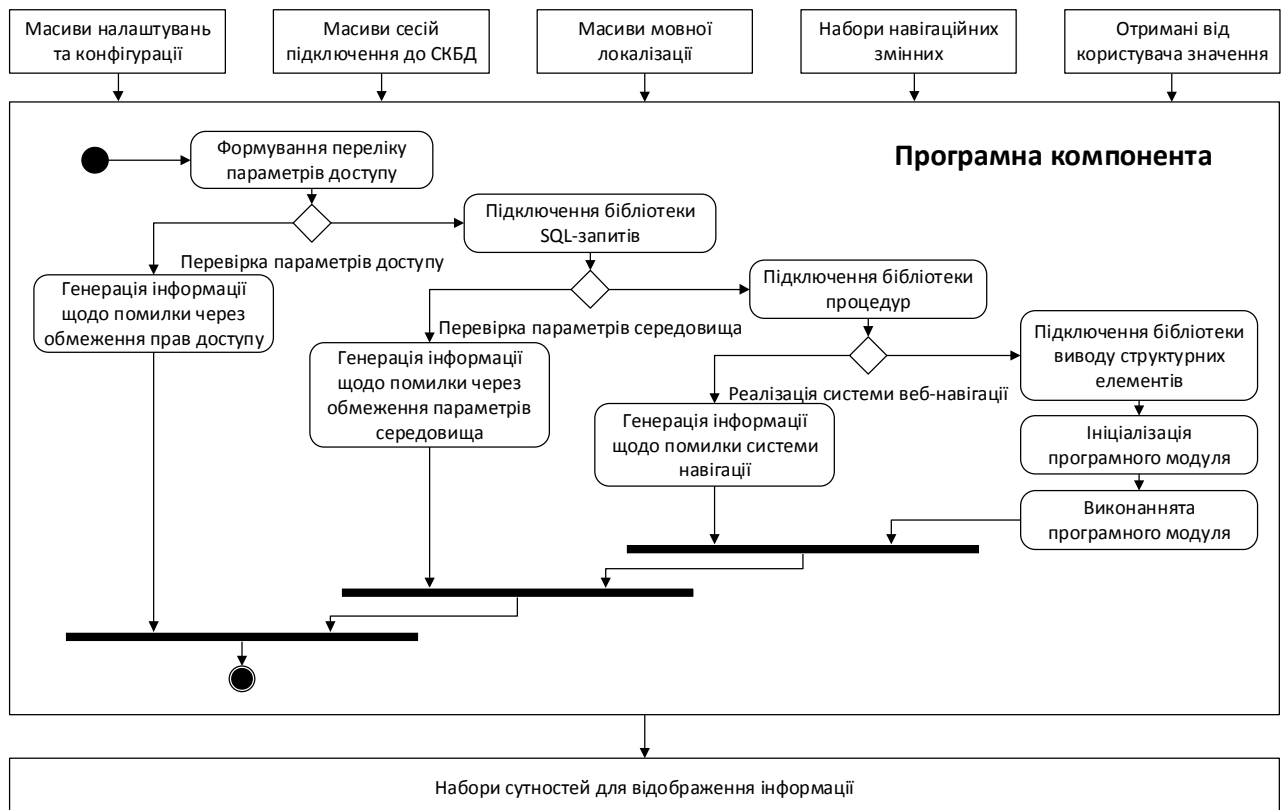 Масиви налаштувань
та конфігурації
Масиви сесій
підключення до СКБД
Масиви мовної
локалізації
Набори навігаційних
змінних
Отримані від
користувача значення
Програмна компонента
Формування переліку
параметрів доступу
Підключення бібліотеки
SQL-запитів
Перевірка параметрів доступу
Генерація інформації
щодо помилки через
обмеження прав доступу
Підключення бібліотеки
процедур
Перевірка параметрів середовища
Генерація інформації
щодо помилки через
обмеження параметрів
середовища
Підключення бібліотеки
виводу структурних
елементів
Реалізація системи веб-навігації
Генерація інформації
щодо помилки системи
навігації
Ініціалізація
програмного модуля
Виконаннята
програмного модуля
Набори сутностей для відображення інформації